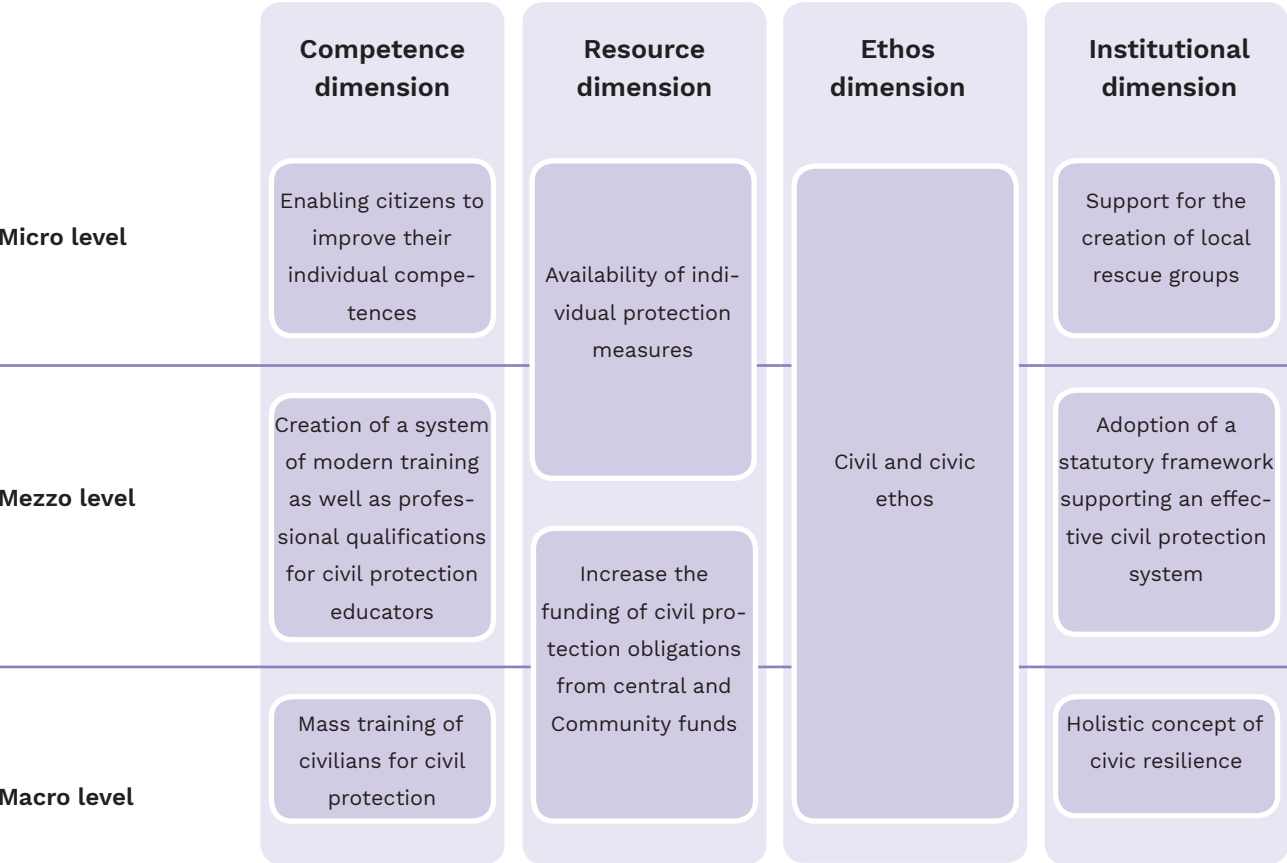 Competence
dimension
Resource
dimension
Ethos
dimension
Institutional
dimension
Micro level
Enabling citizens to
improve their
individual compe-
tences
Availability of indi-
vidual protection
measures
Support for the
creation of local
rescue groups
Mezzo level
Creation of a system
of modern training
as well as profes-
sional qualifications
for civil protection
educators
Increase the
funding of civil pro-
tection obligations
from central and
Community funds
Civil and civic
ethos
Adoption of a
statutory framework
supporting an effec-
tive civil protection
system
Macro level
Mass training of
civilians for civil
protection
Holistic concept of
civic resilience